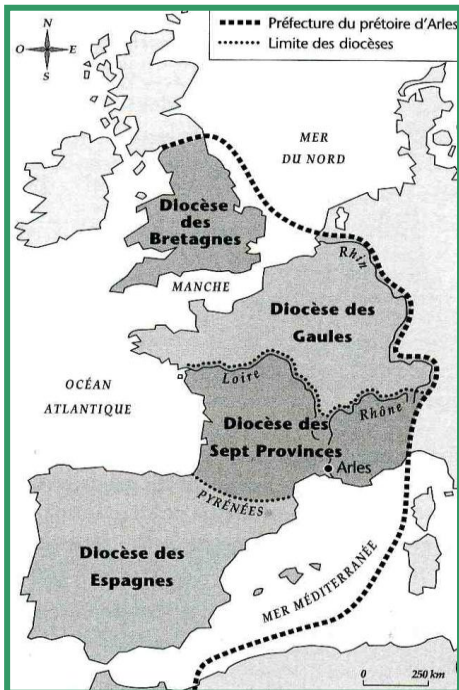 Préfecture du prétoire d'Arles
Limite des diocèses
N
O
E
S
MER
DU NORD
Diocèse
des
Bretagnes
Rhin
MANCHE
Diocèse des
Gaules
Loire
OCÉAN
ATLANTIQUE
Rhône
Diocèse des
Sept Provinces
Arles
PYRÉNÉES
Diocèse des
Espagnes
MER MÉDITERRANÉE
0
250 km